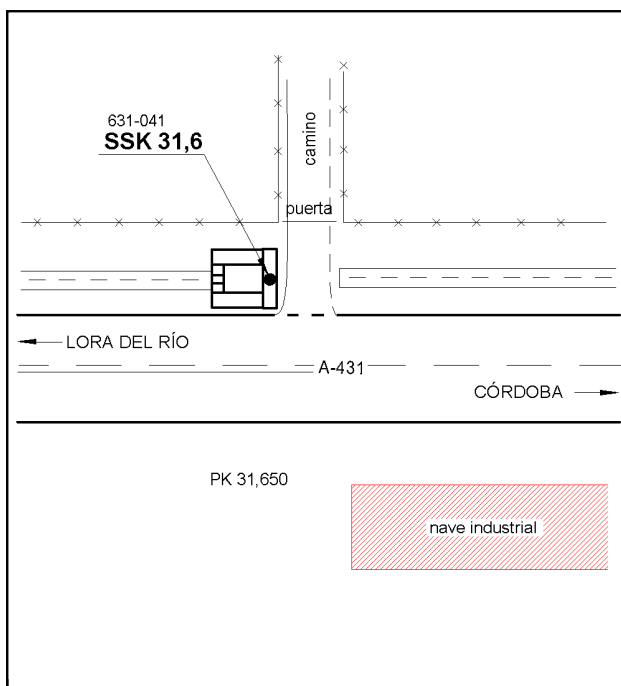 631-041
SSK 31,6
camino
puerta
LORA DEL RÍO
A-431
CÓRDOBA
PK 31,650
nave industrial